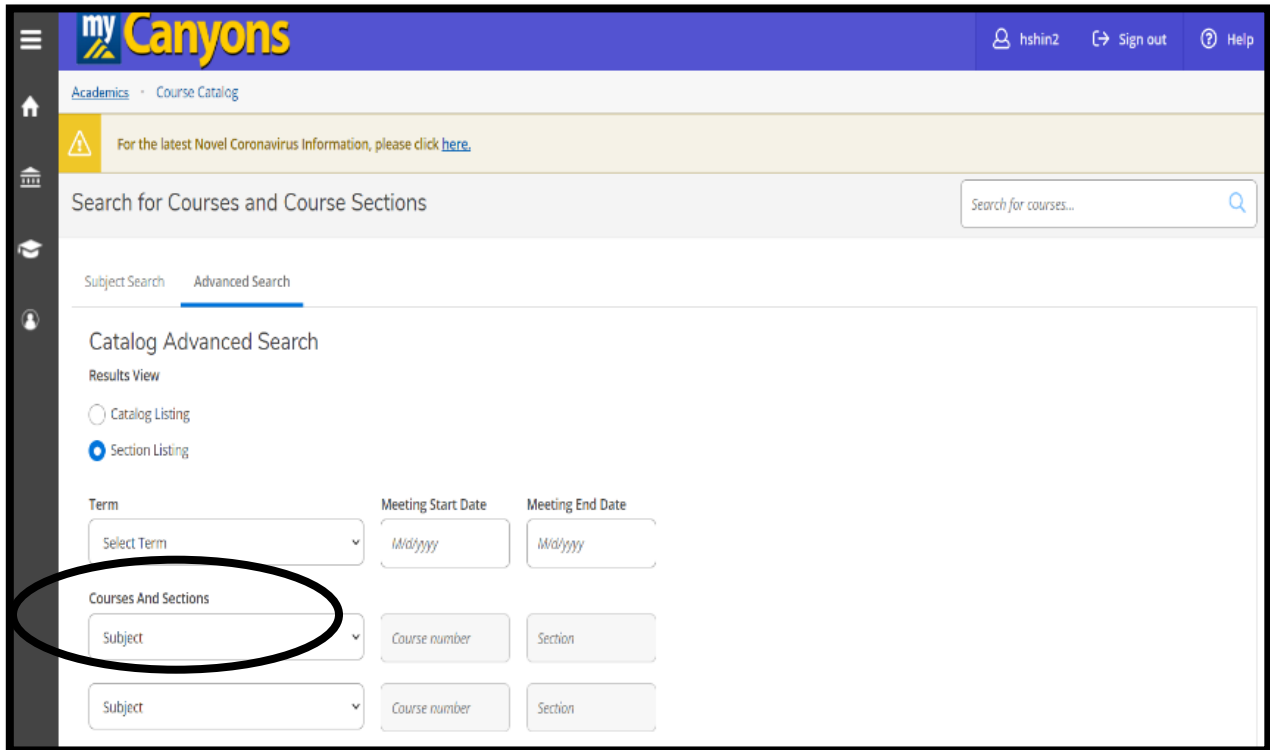 my Canyons
hshin2 Sign out Help
Academics · Course Catalog
For the latest Novel Coronavirus Information, please click here.
Search for Courses and Course Sections
Search for courses...
Subject Search Advanced Search
Catalog Advanced Search
Results View
Catalog Listing
Section Listing
Term Meeting Start Date Meeting End Date
Select Term M/d/yyyy M/d/yyyy
Courses And Sections
Subject Course number Section
Subject Course number Section